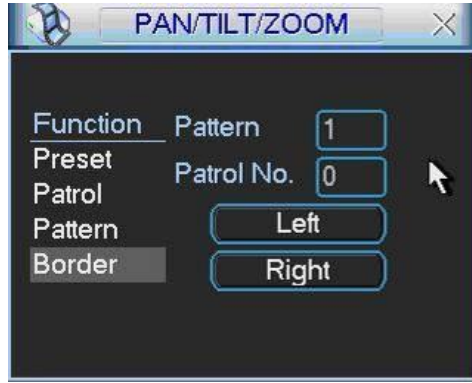 PAN/TILT/ZOOM
Function
Preset
Patrol
Pattern
Border
Pattern 1
Patrol No. 0
Left
Right